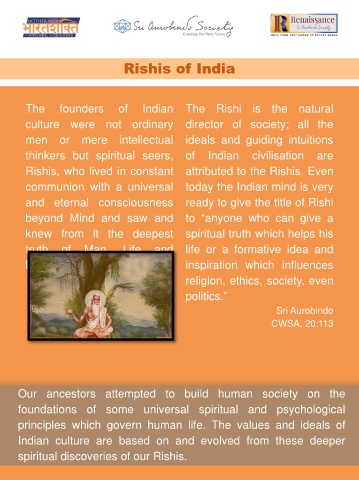 भारतशक्ति
Sri Aurobindo Society
Creating the Next Future
Renaissance
Sri Aurobindo Society
Rishis of India
The founders of Indian
culture were not ordinary
men or mere intellectual
thinkers but spiritual seers,
Rishis, who lived in constant
communion with a universal
and eternal consciousness
beyond Mind and saw and
knew from it the deepest
truth of Man, Life and
The Rishi is the natural
director of society; all the
ideals and guiding intuitions
of Indian civilisation are
attributed to the Rishis. Even
today the Indian mind is very
ready to give the title of Rishi
to “anyone who can give a
spiritual truth which helps his
life or a formative idea and
inspiration which influences
religion, ethics, society, even
politics.”
Sri Aurobindo
CWSA, 20:113
Our ancestors attempted to build human society on the
foundations of some universal spiritual and psychological
principles which govern human life. The values and ideals of
Indian culture are based on and evolved from these deeper
spiritual discoveries of our Rishis.